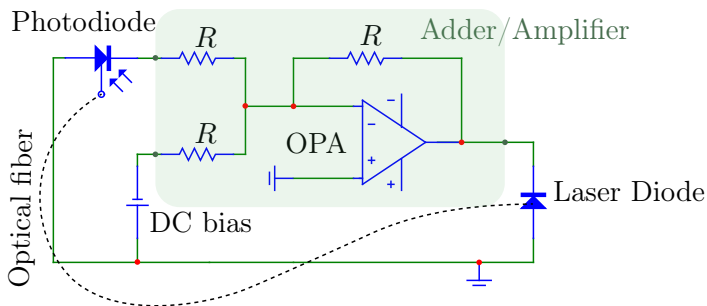 Photodiode
Adder/Amplifier
R
R
R
OPA
Optical fiber
DC bias
Laser Diode